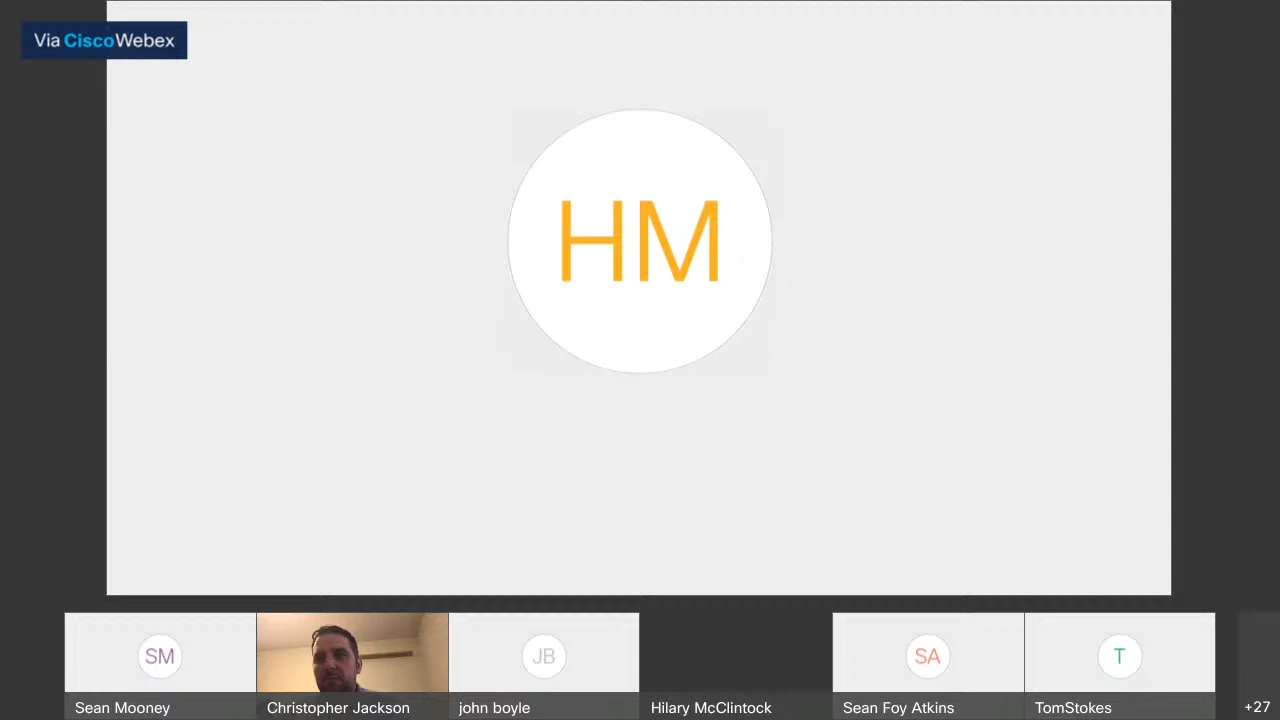 Via CiscoWebex
HM
SM
JB
SA
T
Sean Mooney
Christopher Jackson
john boyle
Hilary McClintock
Sean Foy Atkins
TomStokes
+27